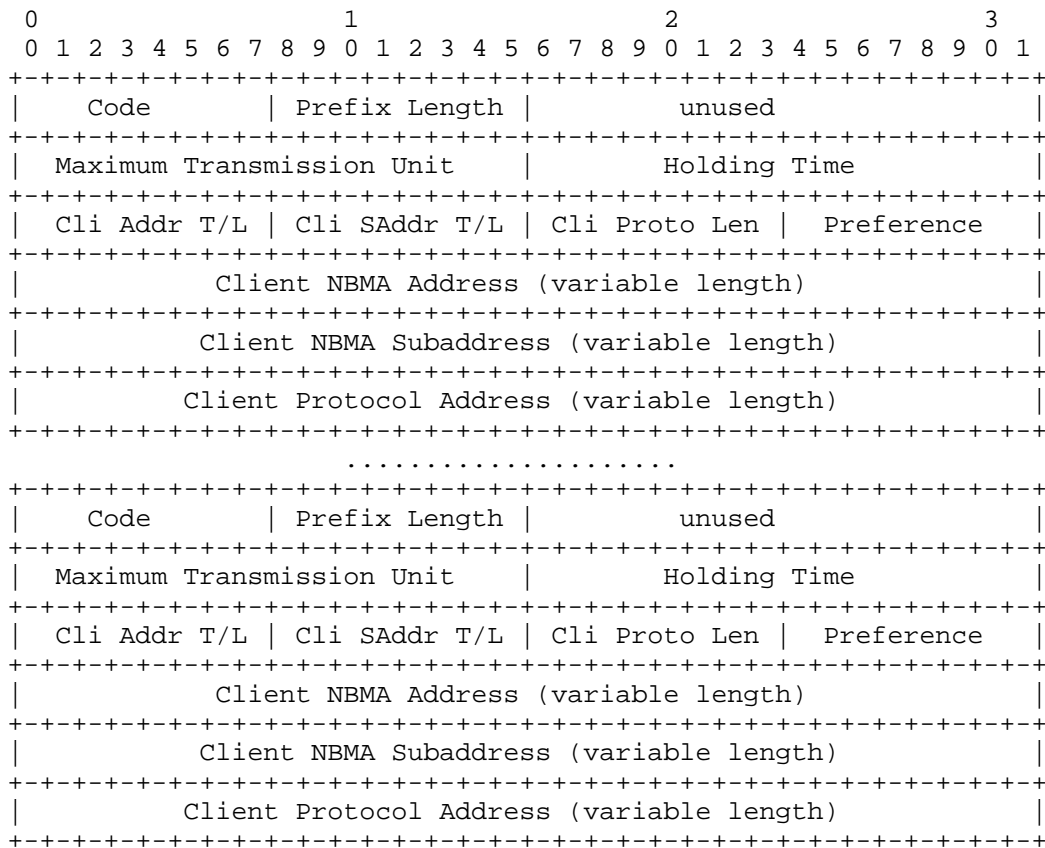 0                   1                   2                   3
 0 1 2 3 4 5 6 7 8 9 0 1 2 3 4 5 6 7 8 9 0 1 2 3 4 5 6 7 8 9 0 1
+-+-+-+-+-+-+-+-+-+-+-+-+-+-+-+-+-+-+-+-+-+-+-+-+-+-+-+-+-+-+-+-+
|    Code       | Prefix Length |         unused                |
+-+-+-+-+-+-+-+-+-+-+-+-+-+-+-+-+-+-+-+-+-+-+-+-+-+-+-+-+-+-+-+-+
|  Maximum Transmission Unit    |        Holding Time           |
+-+-+-+-+-+-+-+-+-+-+-+-+-+-+-+-+-+-+-+-+-+-+-+-+-+-+-+-+-+-+-+-+
|  Cli Addr T/L | Cli SAddr T/L | Cli Proto Len |  Preference   |
+-+-+-+-+-+-+-+-+-+-+-+-+-+-+-+-+-+-+-+-+-+-+-+-+-+-+-+-+-+-+-+-+
|            Client NBMA Address (variable length)              |
+-+-+-+-+-+-+-+-+-+-+-+-+-+-+-+-+-+-+-+-+-+-+-+-+-+-+-+-+-+-+-+-+
|           Client NBMA Subaddress (variable length)            |
+-+-+-+-+-+-+-+-+-+-+-+-+-+-+-+-+-+-+-+-+-+-+-+-+-+-+-+-+-+-+-+-+
|          Client Protocol Address (variable length)            |
+-+-+-+-+-+-+-+-+-+-+-+-+-+-+-+-+-+-+-+-+-+-+-+-+-+-+-+-+-+-+-+-+
                    .....................
+-+-+-+-+-+-+-+-+-+-+-+-+-+-+-+-+-+-+-+-+-+-+-+-+-+-+-+-+-+-+-+-+
|    Code       | Prefix Length |         unused                |
+-+-+-+-+-+-+-+-+-+-+-+-+-+-+-+-+-+-+-+-+-+-+-+-+-+-+-+-+-+-+-+-+
|  Maximum Transmission Unit    |        Holding Time           |
+-+-+-+-+-+-+-+-+-+-+-+-+-+-+-+-+-+-+-+-+-+-+-+-+-+-+-+-+-+-+-+-+
|  Cli Addr T/L | Cli SAddr T/L | Cli Proto Len |  Preference   |
+-+-+-+-+-+-+-+-+-+-+-+-+-+-+-+-+-+-+-+-+-+-+-+-+-+-+-+-+-+-+-+-+
|            Client NBMA Address (variable length)              |
+-+-+-+-+-+-+-+-+-+-+-+-+-+-+-+-+-+-+-+-+-+-+-+-+-+-+-+-+-+-+-+-+
|           Client NBMA Subaddress (variable length)            |
+-+-+-+-+-+-+-+-+-+-+-+-+-+-+-+-+-+-+-+-+-+-+-+-+-+-+-+-+-+-+-+-+
|          Client Protocol Address (variable length)            |
+-+-+-+-+-+-+-+-+-+-+-+-+-+-+-+-+-+-+-+-+-+-+-+-+-+-+-+-+-+-+-+-+